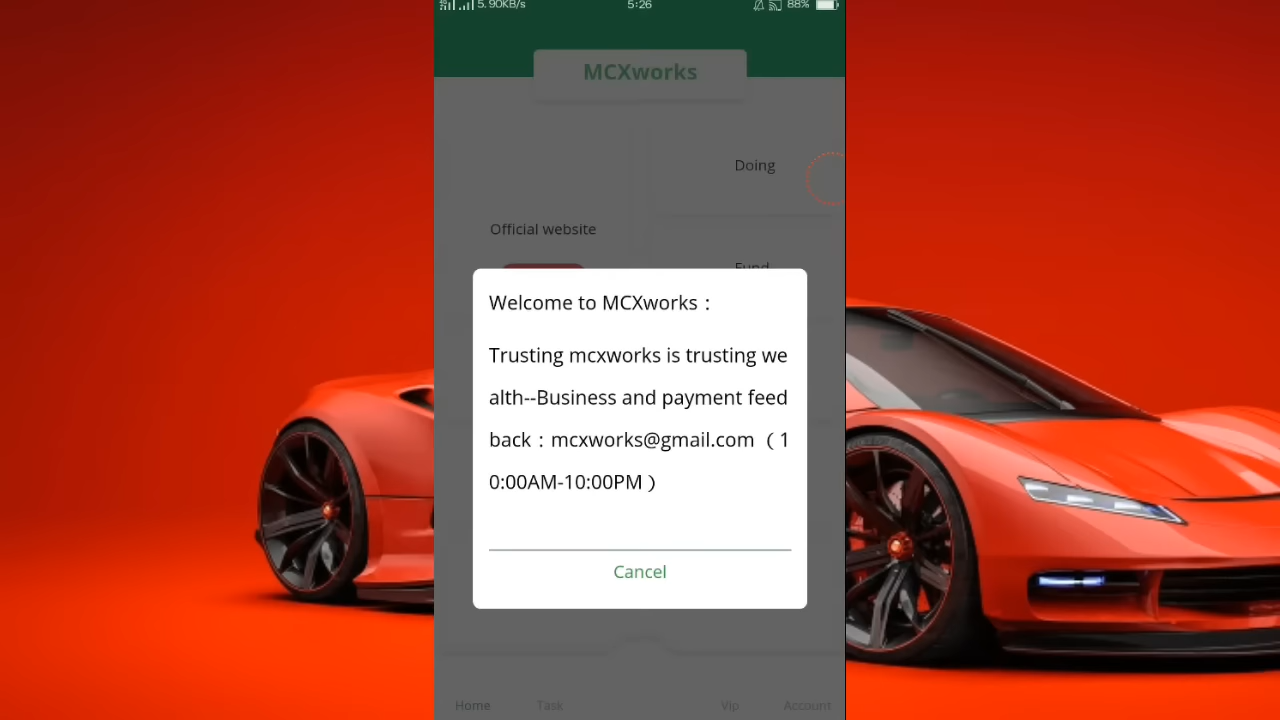 5.90KB/s 5:26 88%
MCXworks
Doing
Official website
Welcome to MCXworks：
Trusting mcxworks is trusting we
alth--Business and payment feed
back：mcxworks@gmail.com （1
0:00AM-10:00PM）
Cancel
Home Task Vip Account